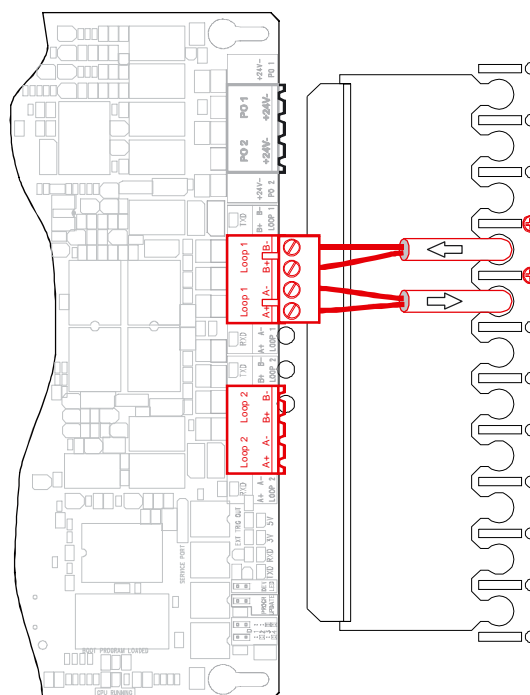 PO 1
+24V-
PO 1
+24V-
PO 2
+24V-
+24V-
PO 2
TXD
B+ B-
LOOP 1
Loop 1
B+ B-
Loop 1
A+ A-
RXD
A+ A-
LOOP 1
TXD
B+ B-
LOOP 2
Loop 2
B+ B-
Loop 2
A+ A-
RXD
A+ A-
LOOP 2
EXT TRIG OUT
SERVICE PORT
5V
3V
RXD
TXD
LED
BOOT PROGRAM LOADED
CPU RUNNING